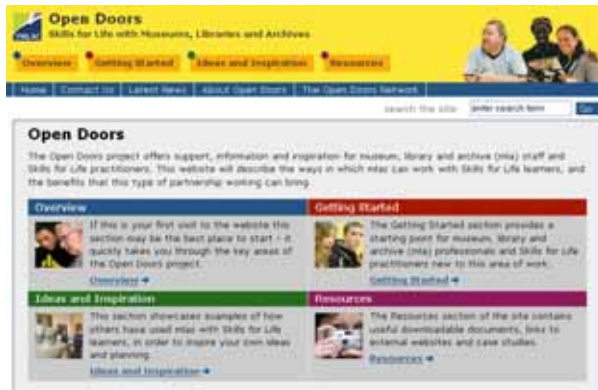 Open Doors
Skills for Life with Museums, Libraries and Archives
Overview Getting Started Ideas and Inspiration Resources
Home Contact Us Latest News About Open Doors The Open Doors Network
search the site: enter search term Go
Open Doors
The Open Doors project offers support, information and inspiration for museum, library and archive (mla) staff and
Skills for Life practitioners. This website will describe the ways in which mlas can work with Skills for Life learners, and
the benefits that this type of partnership working can bring.
Overview
If this is your first visit to the website this
section may be the best place to start - it
quickly takes you through the key areas of
the Open Doors project.
Overview
Getting Started
The Getting Started section provides a
starting point for museum, library and
archive (mla) professionals and Skills for Life
practitioners new to this area of work.
Getting Started
Ideas and Inspiration
This section showcases examples of how
others have used mlas with Skills for Life
learners, in order to inspire your own ideas
and planning.
Ideas and Inspiration
Resources
The Resources section of the site contains
useful downloadable documents, links to
external websites and case studies.
Resources